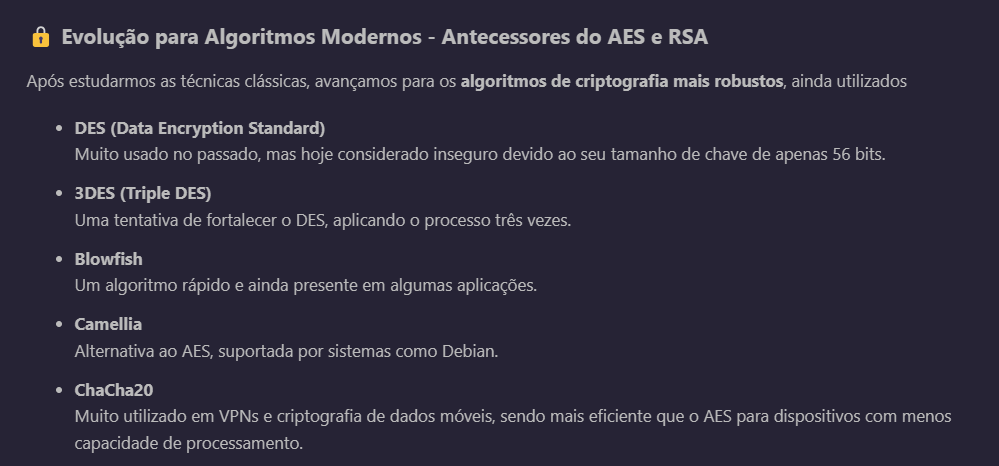 🔒 Evolução para Algoritmos Modernos - Antecessores do AES e RSA
Após estudarmos as técnicas clássicas, avançamos para os algoritmos de criptografia mais robustos, ainda utilizados
• DES (Data Encryption Standard)
Muito usado no passado, mas hoje considerado inseguro devido ao seu tamanho de chave de apenas 56 bits.
• 3DES (Triple DES)
Uma tentativa de fortalecer o DES, aplicando o processo três vezes.
• Blowfish
Um algoritmo rápido e ainda presente em algumas aplicações.
• Camellia
Alternativa ao AES, suportada por sistemas como Debian.
• ChaCha20
Muito utilizado em VPNs e criptografia de dados móveis, sendo mais eficiente que o AES para dispositivos com menos
capacidade de processamento.